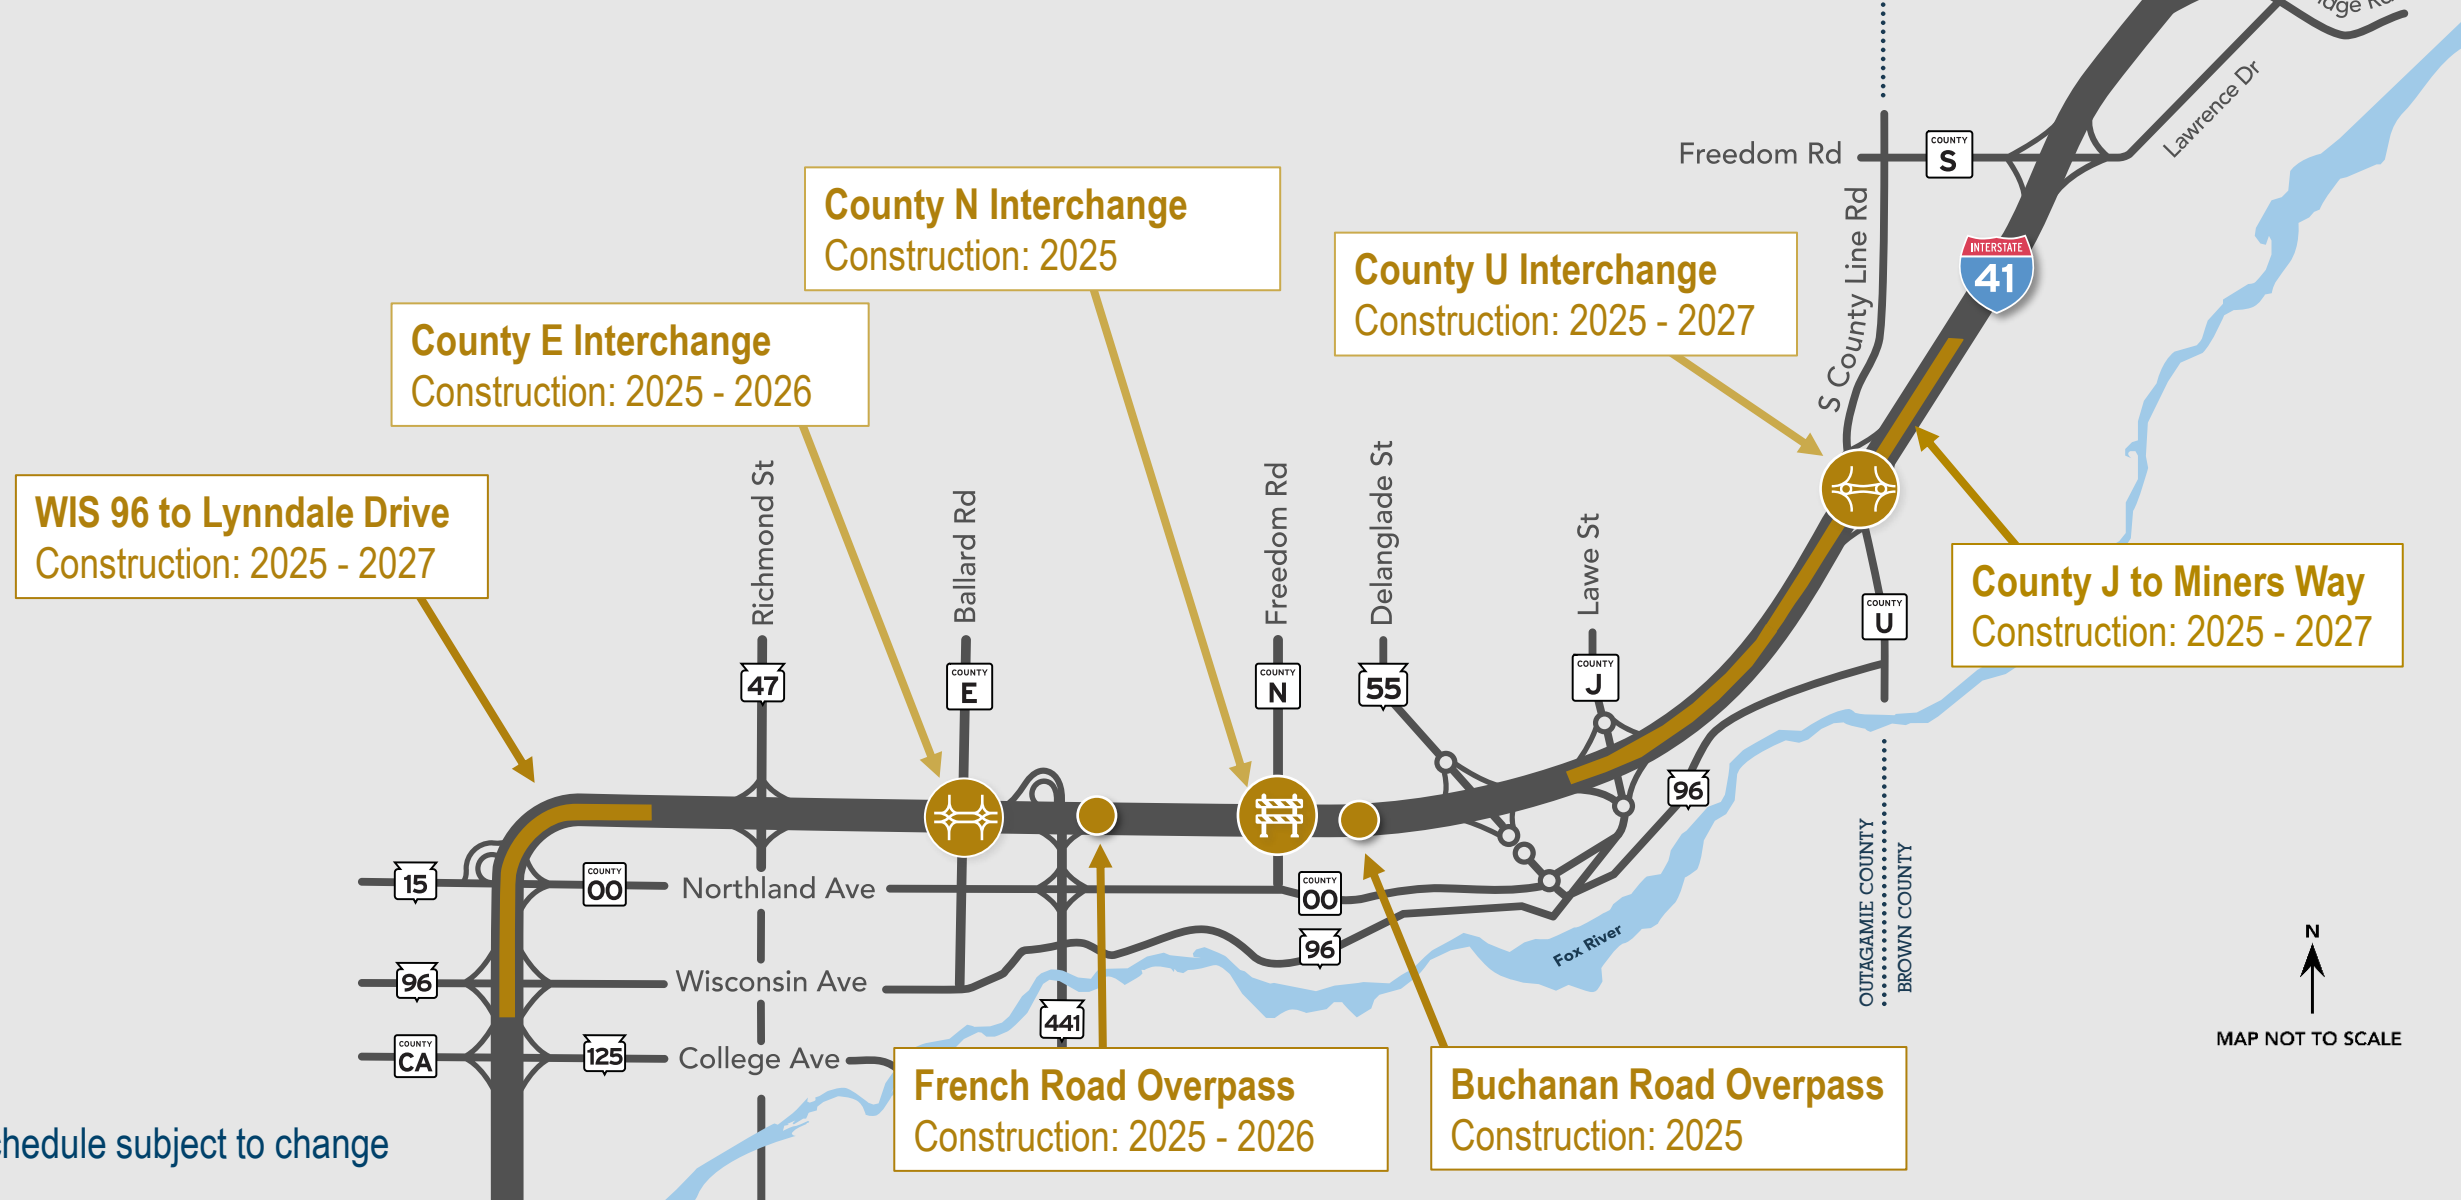 Lawrence Dr
Freedom Rd
COUNTY
S
S County Line Rd
INTERSTATE
41
County N Interchange
Construction: 2025
County U Interchange
Construction: 2025 - 2027
County E Interchange
Construction: 2025 - 2026
WIS 96 to Lynndale Drive
Construction: 2025 - 2027
Richmond St
Ballard Rd
Freedom Rd
Delanglade St
Lawe St
County J to Miners Way
Construction: 2025 - 2027
47
COUNTY
E
COUNTY
N
55
COUNTY
J
COUNTY
U
96
15
COUNTY
OO
Northland Ave
COUNTY
OO
96
Wisconsin Ave
96
Fox River
OUTAGAME COUNTY
BROWN COUNTY
N
MAP NOT TO SCALE
COUNTY
CA
125
College Ave
441
French Road Overpass
Construction: 2025 - 2026
Buchanan Road Overpass
Construction: 2025
subject to change